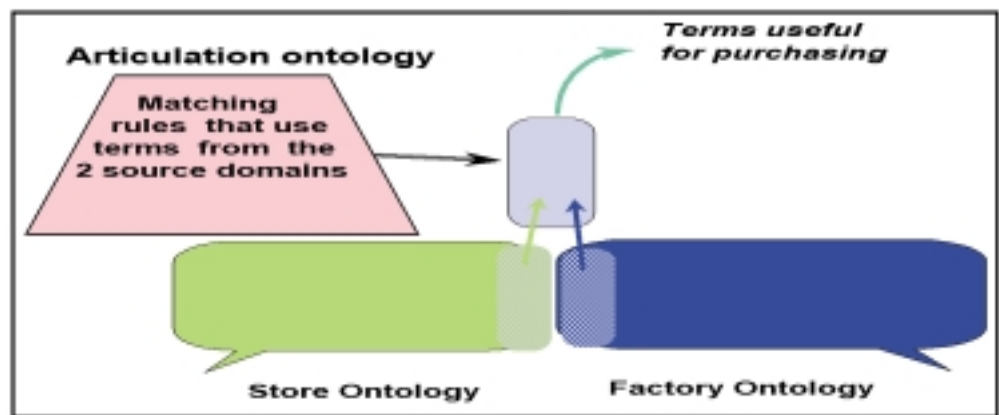 Articulation ontology
Matching
rules that use
terms from the
2 source domains
Terms useful
for purchasing
Store Ontology
Factory Ontology